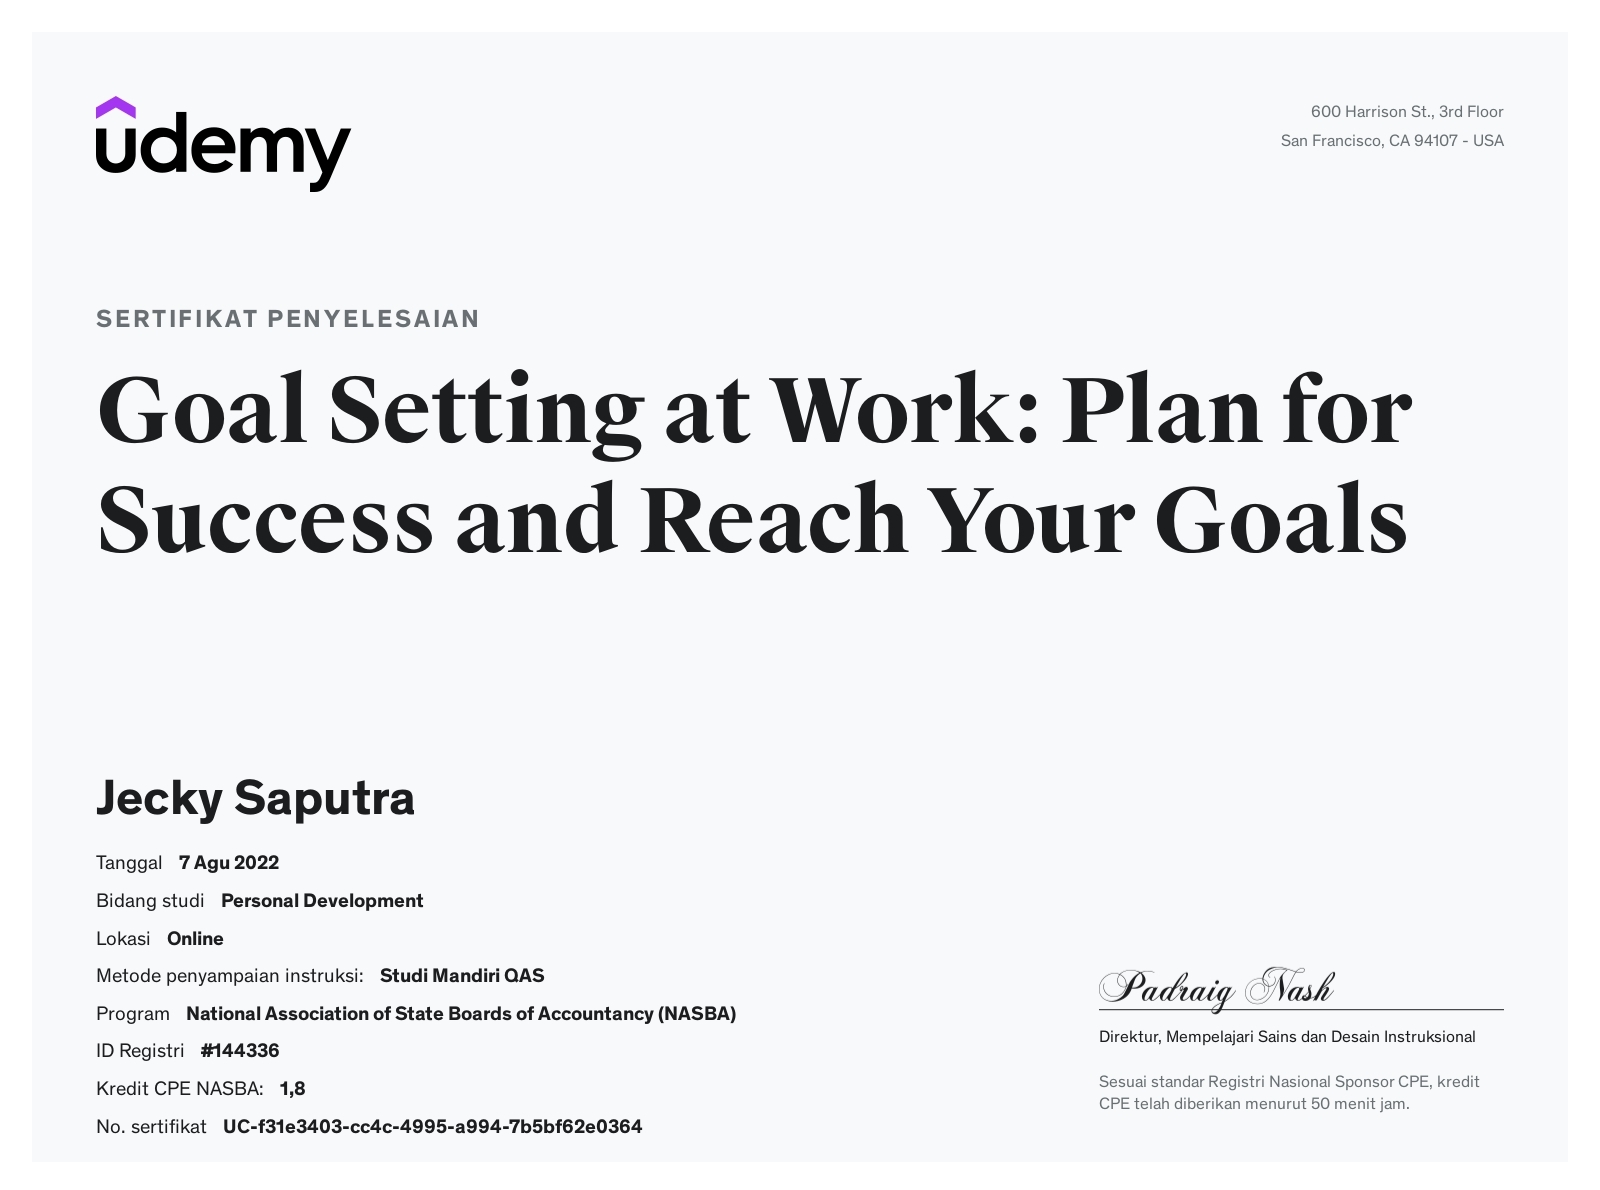 udemy
600 Harrison St., 3rd Floor
San Francisco, CA 94107 - USA
SERTIFIKAT PENYELESAIAN
Goal Setting at Work: Plan for
Success and Reach Your Goals
Jecky Saputra
Tanggal 7 Agu 2022
Bidang studi Personal Development
Lokasi Online
Metode penyampaian instruksi: Studi Mandiri QAS
Program National Association of State Boards of Accountancy (NASBA)
ID Registri #144336
Kredit CPE NASBA: 1,8
No. sertifikat UC-f31e3403-cc4c-4995-a994-7b5bf62e0364
Padraig Nash
Direktur, Mempelajari Sains dan Desain Instruksional
Sesuai standar Registri Nasional Sponsor CPE, kredit
CPE telah diberikan menurut 50 menit jam.